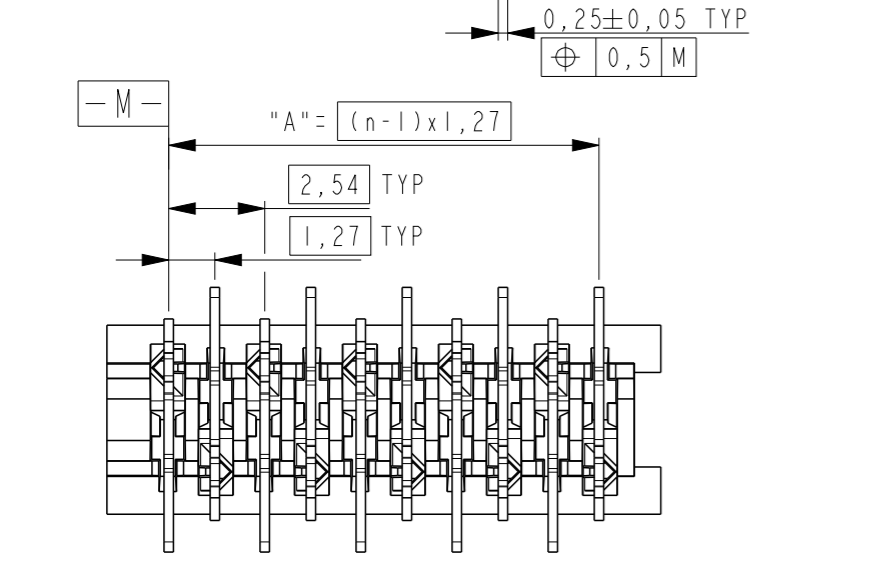 0,25±0,05 TYP
⌖ 0,5 M
-M-
"A"= (n-1)x1,27
2,54 TYP
1,27 TYP